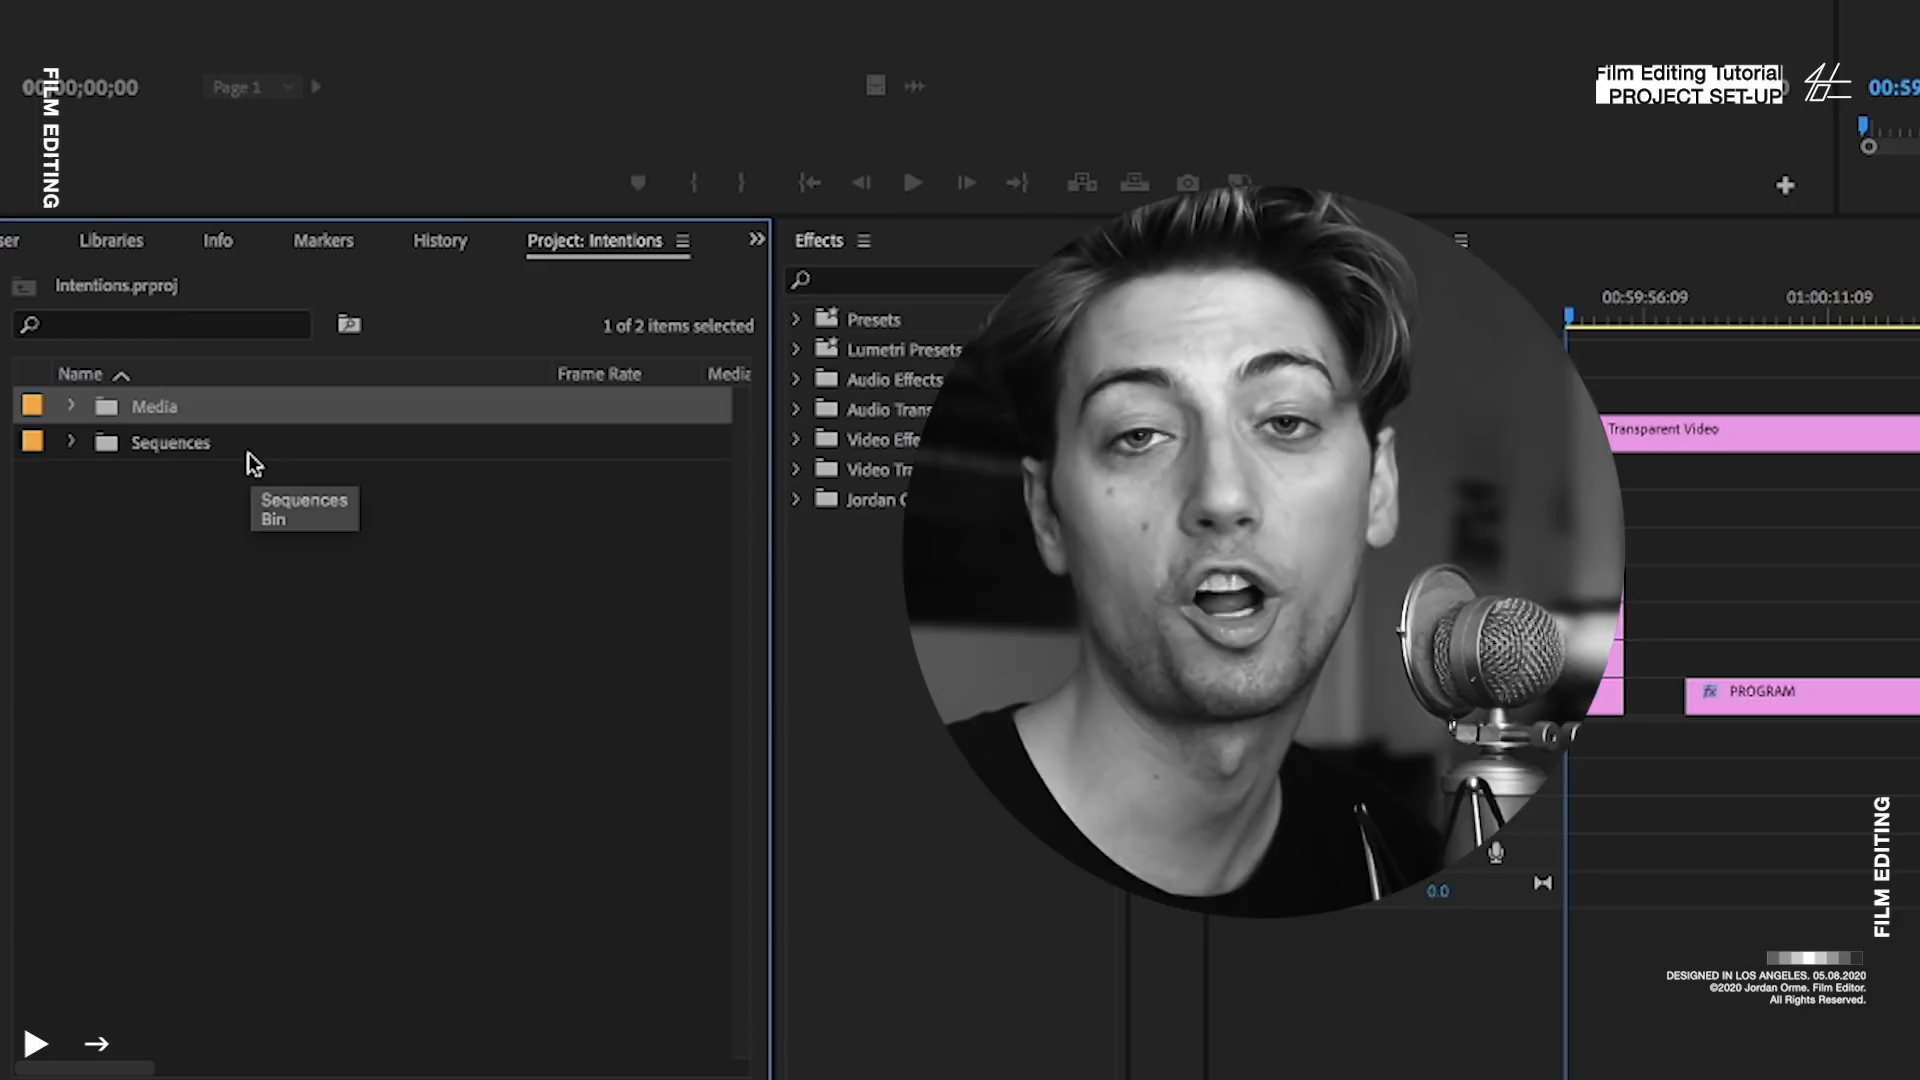 00;00;00;00
Page 1
FILM EDITING
Film Editing Tutorial
PROJECT SET-UP
00:59
Libraries
Info
Markers
History
Project: Intentions
Effects
Intentions.prproj
1 of 2 items selected
Name
Frame Rate
Media
Media
Sequences
Sequences
Bin
Presets
Lumetri Presets
Audio Effects
Audio Trans
Video Effe
Video Tra
Jordan O
00:59:56:09
01:00:11:09
Transparent Video
fx PROGRAM
0.0
FILM EDITING
DESIGNED IN LOS ANGELES. 05.08.2020
©2020 Jordan Orme. Film Editor.
All Rights Reserved.